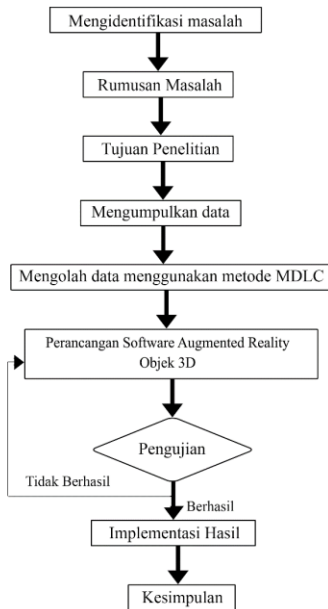 Mengidentifikasi masalah
Rumusan Masalah
Tujuan Penelitian
Mengumpulkan data
Mengolah data menggunakan metode MDLC
Perancangan Software Augmented Reality
Objek 3D
Pengujian
Tidak Berhasil
Berhasil
Implementasi Hasil
Kesimpulan